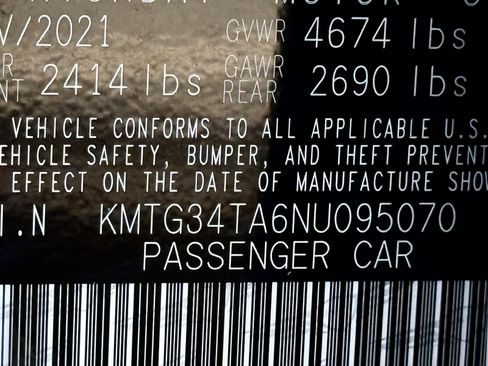 MOTOR
V/2021 GVWR 4674 lbs
2414 lbs GAWR REAR 2690 lbs
VEHICLE CONFORMS TO ALL APPLICABLE U.S.
EHICLE SAFETY, BUMPER, AND THEFT PREVENT
EFFECT ON THE DATE OF MANUFACTURE SHOW
I.N KMTG34TA6NU095070
PASSENGER CAR